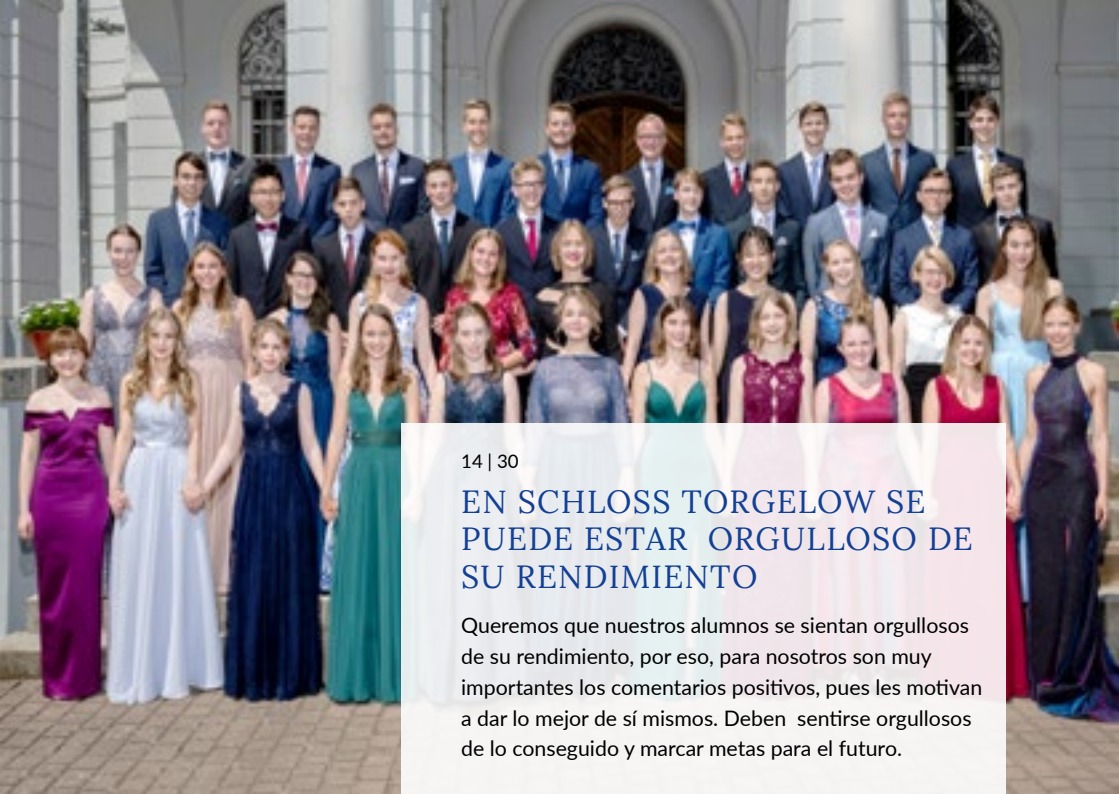 14 | 30
EN SCHLOSS TORGELOW SE
PUEDE ESTAR  ORGULLOSO DE
SU RENDIMIENTO
Queremos que nuestros alumnos se sientan orgullosos
de su rendimiento, por eso, para nosotros son muy
importantes los comentarios positivos, pues les motivan
a dar lo mejor de sí mismos. Deben  sentirse orgullosos
de lo conseguido y marcar metas para el futuro.